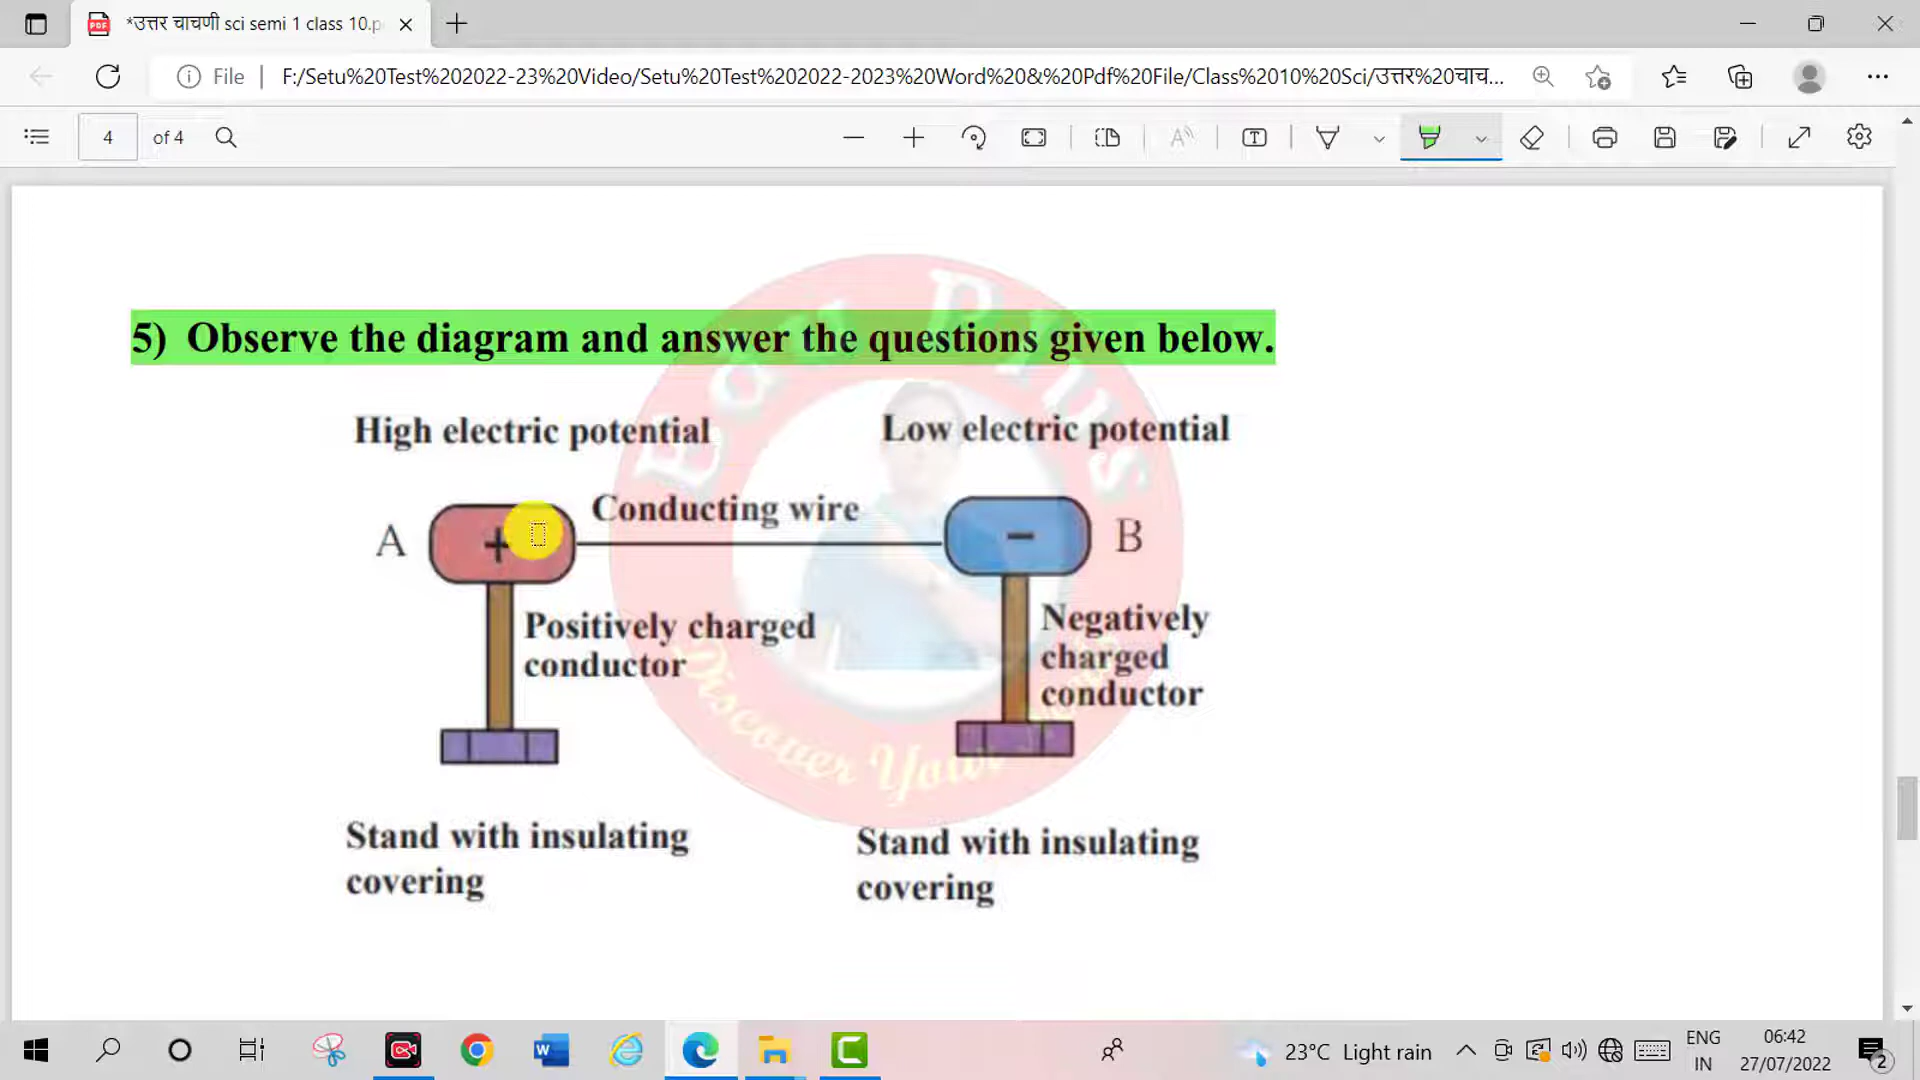 *उत्तर चाचणी sci semi 1 class 10.p
File
F:/Setu%20Test%202022-23%20Video/Setu%20Test%202022-2023%20Word%20&%20Pdf%20File/Class%2010%20Sci/उत्तर%20चाच...
4 of 4
5) Observe the diagram and answer the questions given below.
High electric potential
Low electric potential
Conducting wire
A
+
−
B
Positively charged
conductor
Negatively
charged
conductor
Stand with insulating
covering
Stand with insulating
covering
Discover Your
23°C Light rain
ENG
IN
06:42
27/07/2022
2